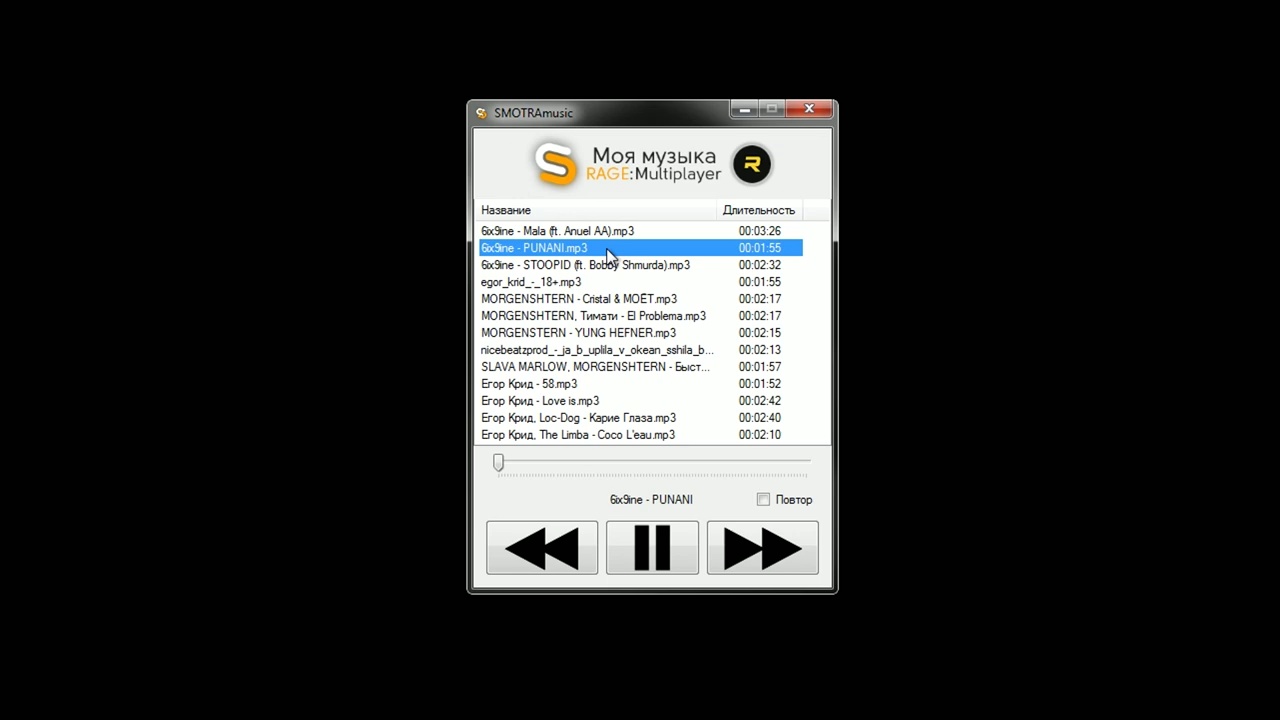 SMOTRAmusic
Моя музыка
RAGE:Multiplayer
Название Длительность
6ix9ine - Mala (ft. Anuel AA).mp3 00:03:26
6ix9ine - PUNANI.mp3 00:01:55
6ix9ine - STOOPID (ft. Bobby Shmurda).mp3 00:02:32
egor_krid_-_18+.mp3 00:01:55
MORGENSHTERN - Cristal & MOЁT.mp3 00:02:17
MORGENSHTERN, Тимати - El Problema.mp3 00:02:17
MORGENSTERN - YUNG HEFNER.mp3 00:02:15
nicebeatzprod_-_ja_b_uplila_v_okean_sshila_b... 00:02:13
SLAVA MARLOW, MORGENSHTERN - Быст... 00:01:57
Егор Крид - 58.mp3 00:01:52
Егор Крид - Love is.mp3 00:02:42
Егор Крид, Loc-Dog - Карие Глаза.mp3 00:02:40
Егор Крид, The Limba - Coco L'eau.mp3 00:02:10
6ix9ine - PUNANI Повтор